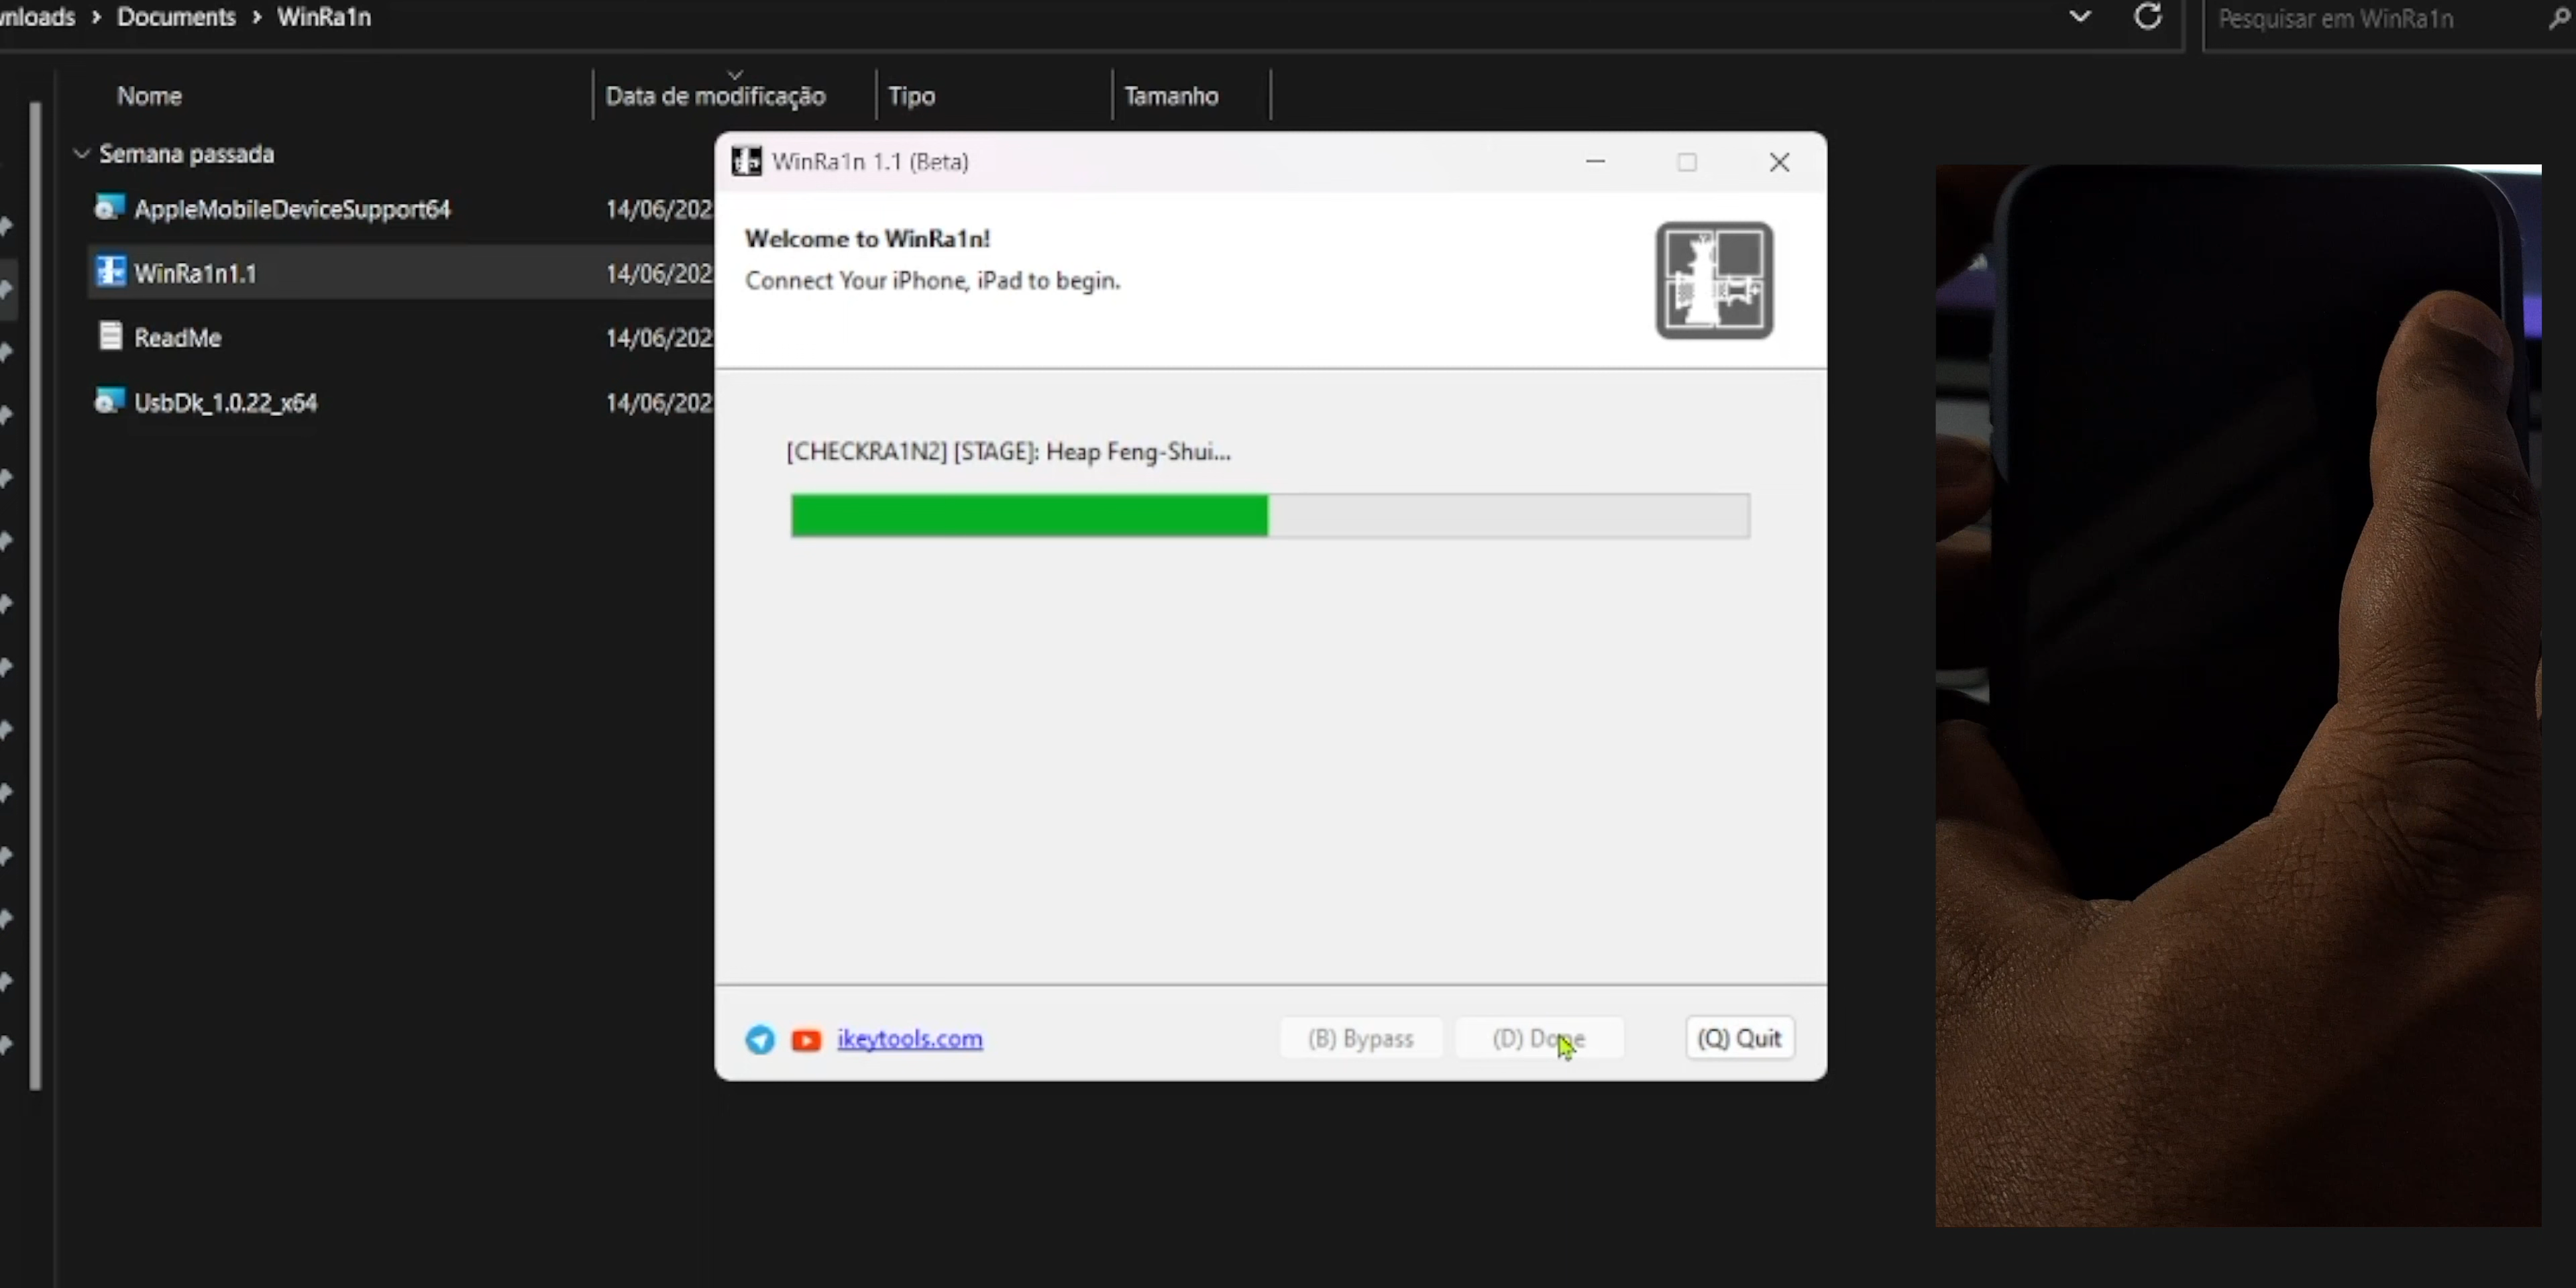 Documents > WinRa1n
Pesquisar em WinRa1n
Nome
Data de modificação
Tipo
Tamanho
Semana passada
AppleMobileDeviceSupport64
14/06/202
WinRa1n1.1
14/06/202
ReadMe
14/06/202
UsbDk_1.0.22_x64
14/06/202
WinRa1n 1.1 (Beta)
Welcome to WinRa1n!
Connect Your iPhone, iPad to begin.
[CHECKRA1N2] [STAGE]: Heap Feng-Shui...
ikeytools.com
(B) Bypass
(D) Done
(Q) Quit